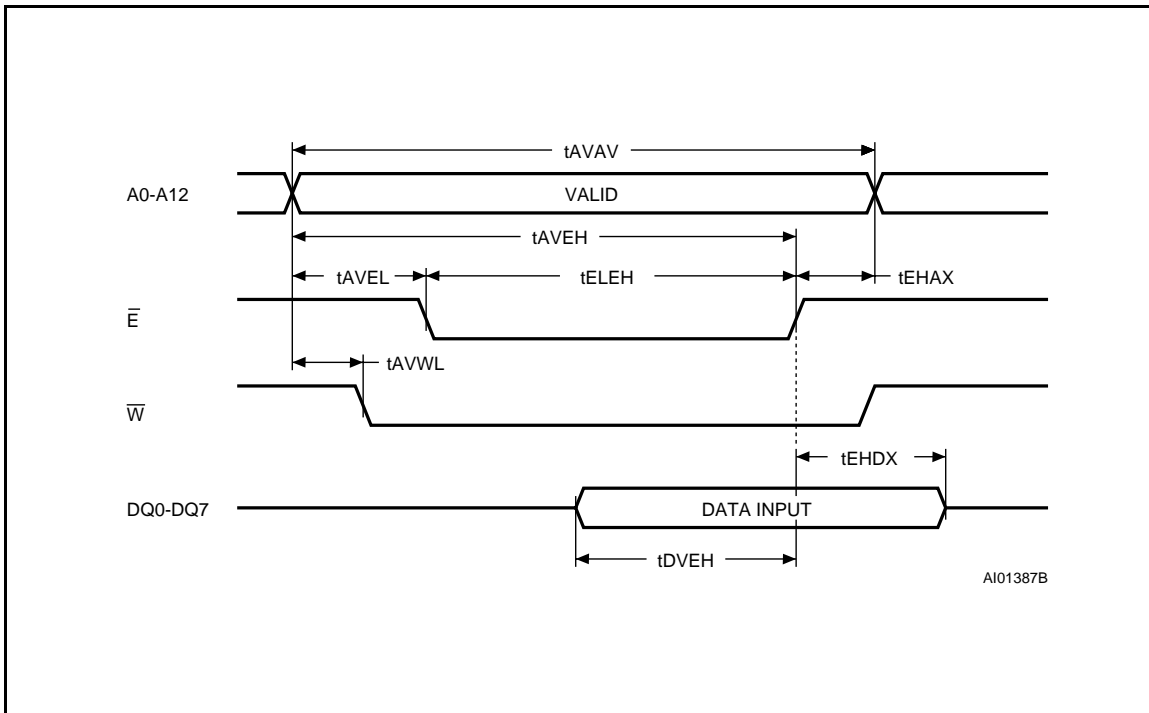 tAVAV
A0-A12
VALID
tAVEH
tAVEL
tELEH
tEHAX
E̅
tAVWL
W̅
tEHDX
DQ0-DQ7
DATA INPUT
tDVEH
AI01387B